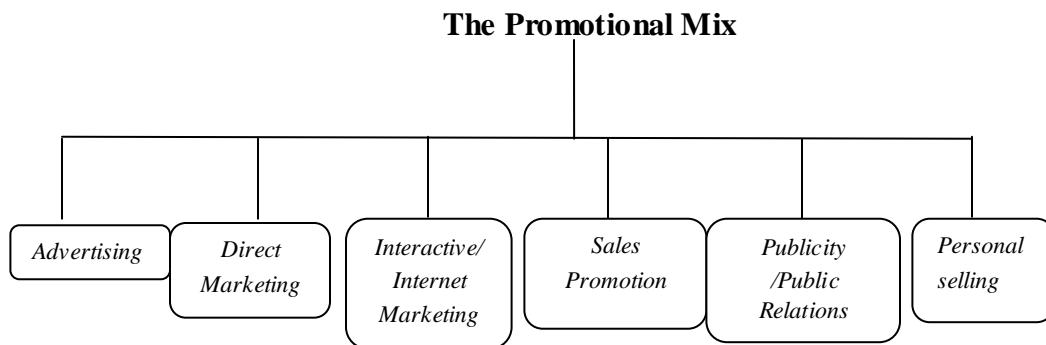 The Promotional Mix
Advertising
Direct
Marketing
Interactive/
Internet
Marketing
Sales
Promotion
Publicity
/Public
Relations
Personal
selling